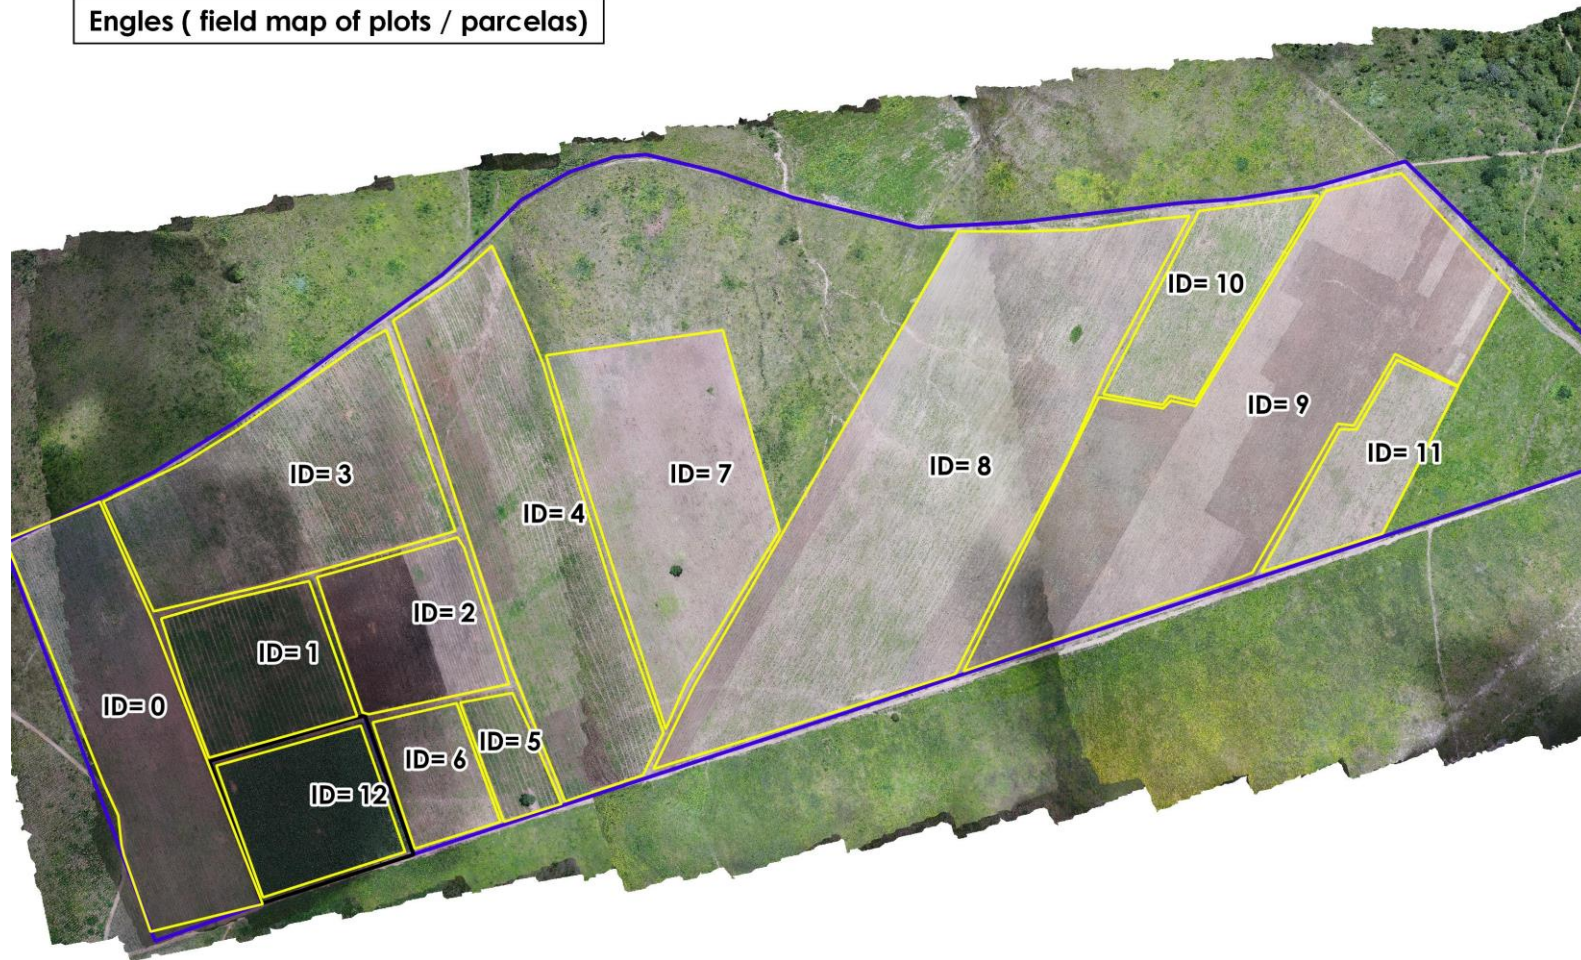 Engles ( field map of plots / parcelas)
ID= 10
ID= 9
ID= 11
ID= 8
ID= 3
ID= 7
ID= 4
ID= 2
ID= 1
ID= 0
ID= 5
ID= 6
ID= 12